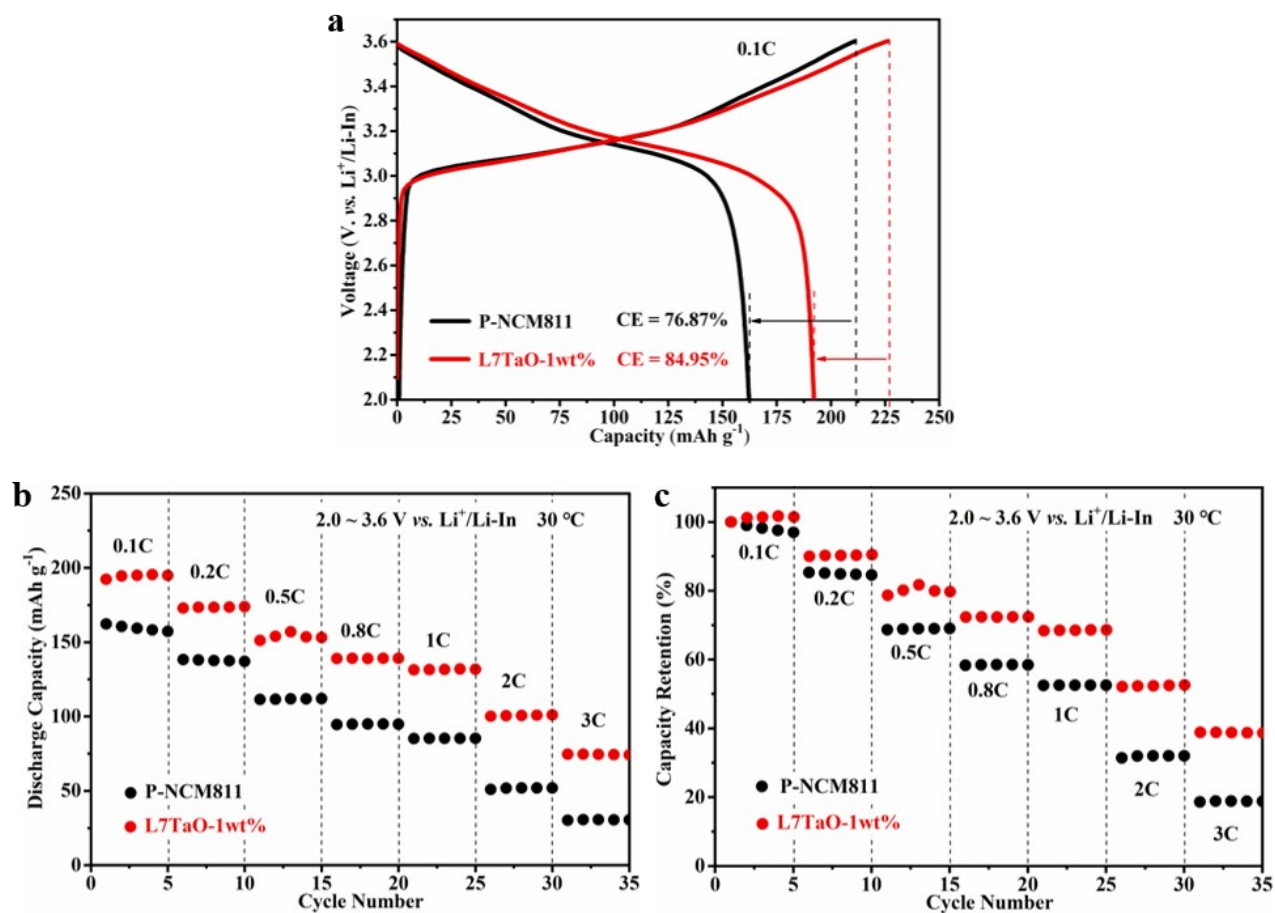 a
3.6
3.4
3.2
3.0
2.8
2.6
2.4
2.2
2.0
Voltage (V. vs. Li⁺/Li-In)
0.1C
P-NCM811 CE = 76.87%
L7TaO-1wt% CE = 84.95%
0 25 50 75 100 125 150 175 200 225 250
Capacity (mAh g⁻¹)
b
250
200
150
100
50
0
Discharge Capacity (mAh g⁻¹)
2.0 ~ 3.6 V vs. Li⁺/Li-In 30 °C
0.1C
0.2C
0.5C
0.8C
1C
2C
3C
P-NCM811
L7TaO-1wt%
0 5 10 15 20 25 30 35
Cycle Number
c
100
80
60
40
20
0
Capacity Retention (%)
2.0 ~ 3.6 V vs. Li⁺/Li-In 30 °C
0.1C
0.2C
0.5C
0.8C
1C
2C
3C
P-NCM811
L7TaO-1wt%
0 5 10 15 20 25 30 35
Cycle Number